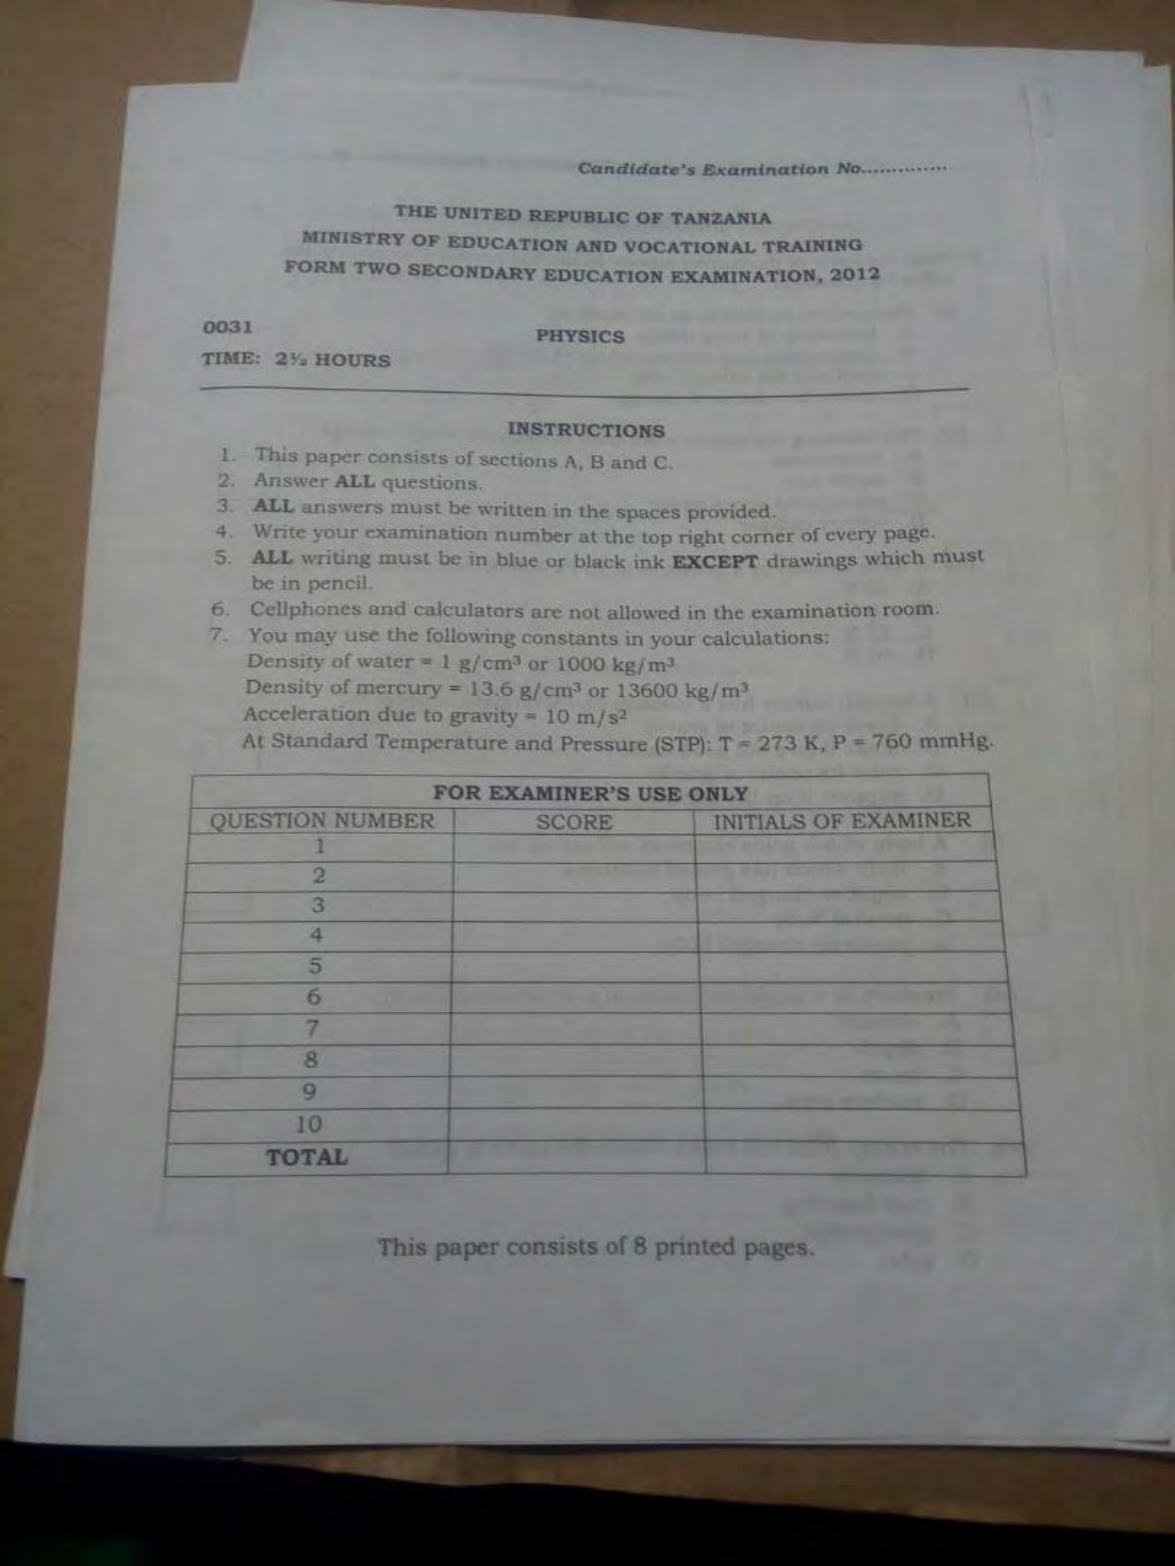 Candidate's Examination No..............
THE UNITED REPUBLIC OF TANZANIA
MINISTRY OF EDUCATION AND VOCATIONAL TRAINING
FORM TWO SECONDARY EDUCATION EXAMINATION, 2012
0031
PHYSICS
TIME: 2½ HOURS
INSTRUCTIONS
1. This paper consists of sections A, B and C.
2. Answer ALL questions.
3. ALL answers must be written in the spaces provided.
4. Write your examination number at the top right corner of every page.
5. ALL writing must be in blue or black ink EXCEPT drawings which must
be in pencil.
6. Cellphones and calculators are not allowed in the examination room.
7. You may use the following constants in your calculations:
Density of water = 1 g/cm³ or 1000 kg/m³
Density of mercury = 13.6 g/cm³ or 13600 kg/m³
Acceleration due to gravity = 10 m/s²
At Standard Temperature and Pressure (STP): T = 273 K, P = 760 mmHg.
FOR EXAMINER'S USE ONLY
QUESTION NUMBER SCORE INITIALS OF EXAMINER
1
2
3
4
5
6
7
8
9
10
TOTAL
This paper consists of 8 printed pages.